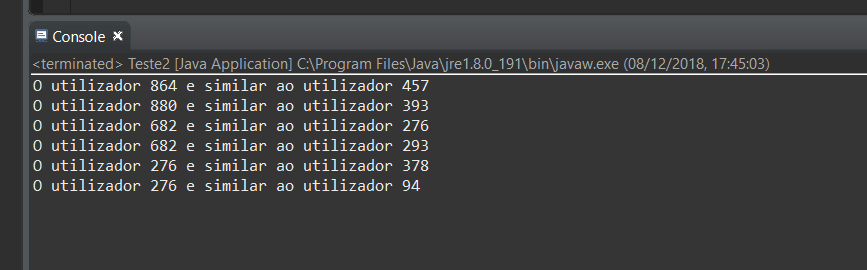 Console
<terminated> Teste2 [Java Application] C:\Program Files\Java\jre1.8.0_191\bin\javaw.exe (08/12/2018, 17:45:03)
O utilizador 864 e similar ao utilizador 457
O utilizador 880 e similar ao utilizador 393
O utilizador 682 e similar ao utilizador 276
O utilizador 682 e similar ao utilizador 293
O utilizador 276 e similar ao utilizador 378
O utilizador 276 e similar ao utilizador 94